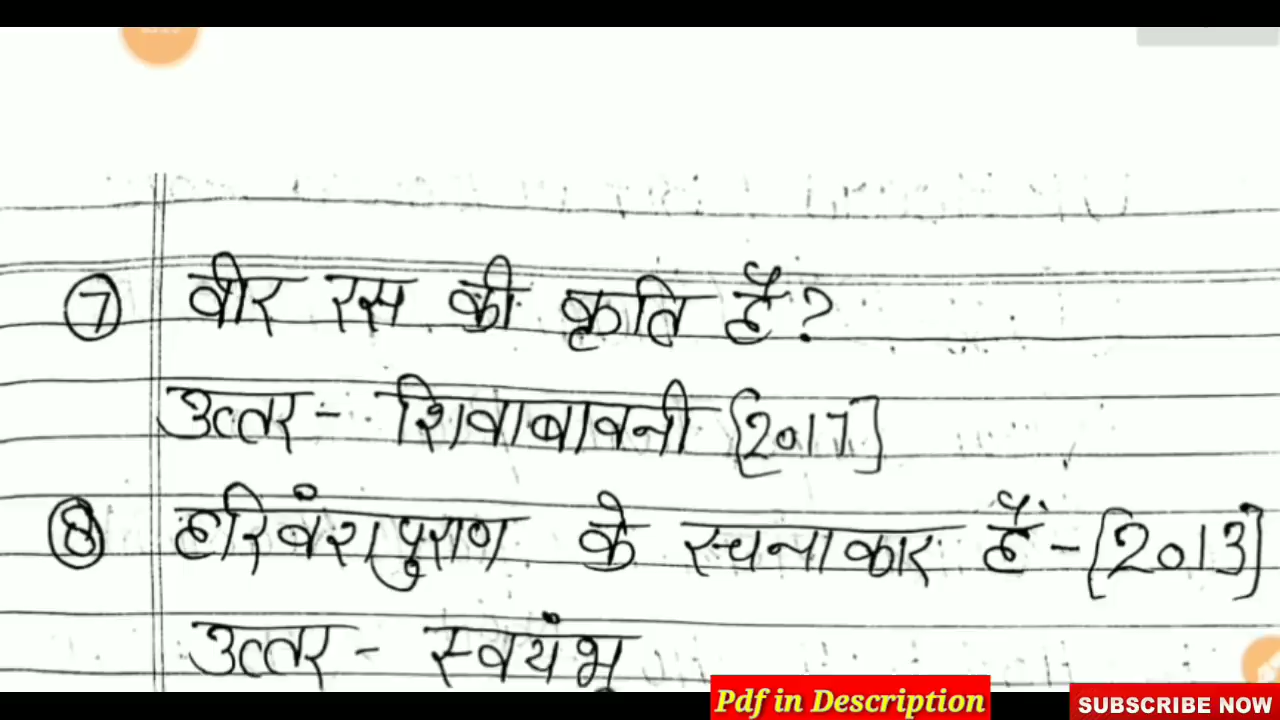 7 वीर रस की कृति है?
उत्तर - शिवाबावनी [2017]
8 हरिवंशपुराण के रचनाकार हैं - [2013]
उत्तर - स्वयंभू
Pdf in Description
SUBSCRIBE NOW